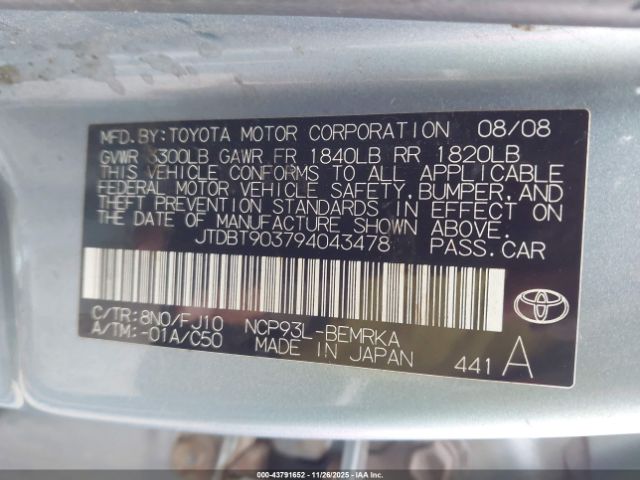 MFD. BY: TOYOTA MOTOR CORPORATION 08/08
GVWR 3300LB GAWR FR 1840LB RR 1820LB
THIS VEHICLE CONFORMS TO ALL APPLICABLE
FEDERAL MOTOR VEHICLE SAFETY, BUMPER, AND
THEFT PREVENTION STANDARDS IN EFFECT ON
THE DATE OF MANUFACTURE SHOWN ABOVE.
JTDBT903794043478 PASS. CAR
C/TR: 8N0/FJ10 NCP93L-BEMRKA
A/TM: -01A/C50 MADE IN JAPAN 441 A
TOYOTA
000-43791652 | 11/26/2025 - IAAI.COM